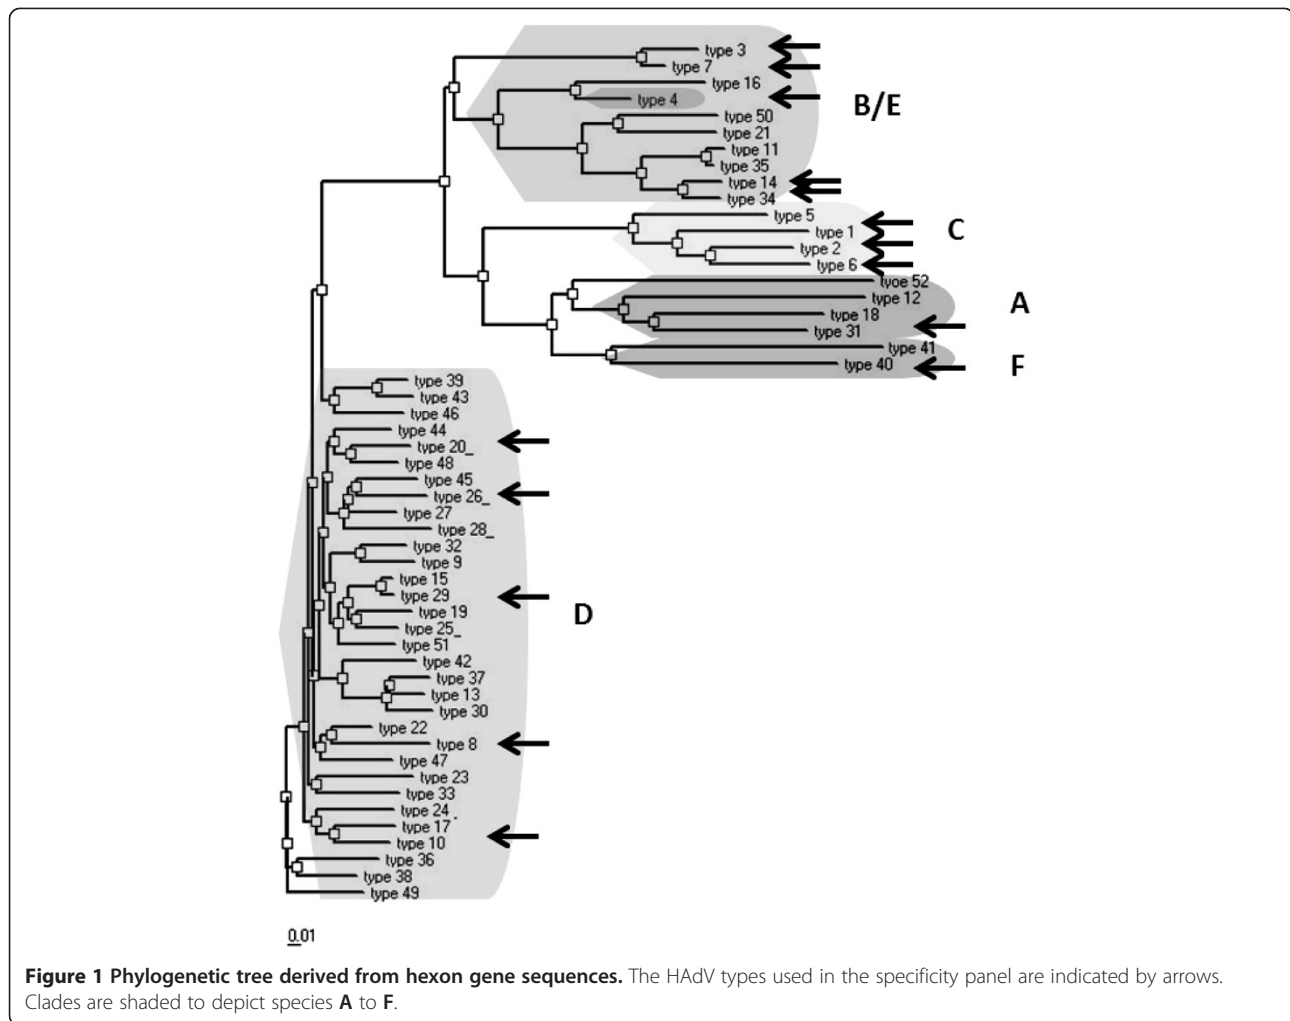 type 3
type 7
type 16
type 4
B/E
type 50
type 21
type 11
type 35
type 14
type 34
type 5
type 1
C
type 2
type 6
tyoe 52
type 12
A
type 18
type 31
type 41
type 40
F
type 39
type 43
type 46
type 44
type 20_
type 48
type 45
type 26_
type 27
type 28_
type 32
type 9
type 15
type 29
type 19
D
type 25_
type 51
type 42
type 37
type 13
type 30
type 22
type 8
type 47
type 23
type 33
type 24_
type 17
type 10
type 36
type 38
type 49
0.01
Figure 1 Phylogenetic tree derived from hexon gene sequences. The HAdV types used in the specificity panel are indicated by arrows.
Clades are shaded to depict species A to F.